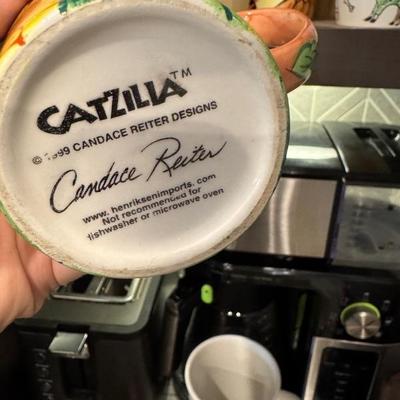 CATZILLA™
© 1999 CANDACE REITER DESIGNS
Candace Reiter
www. henriksenimports. com
Not recommended for
dishwasher or microwave oven